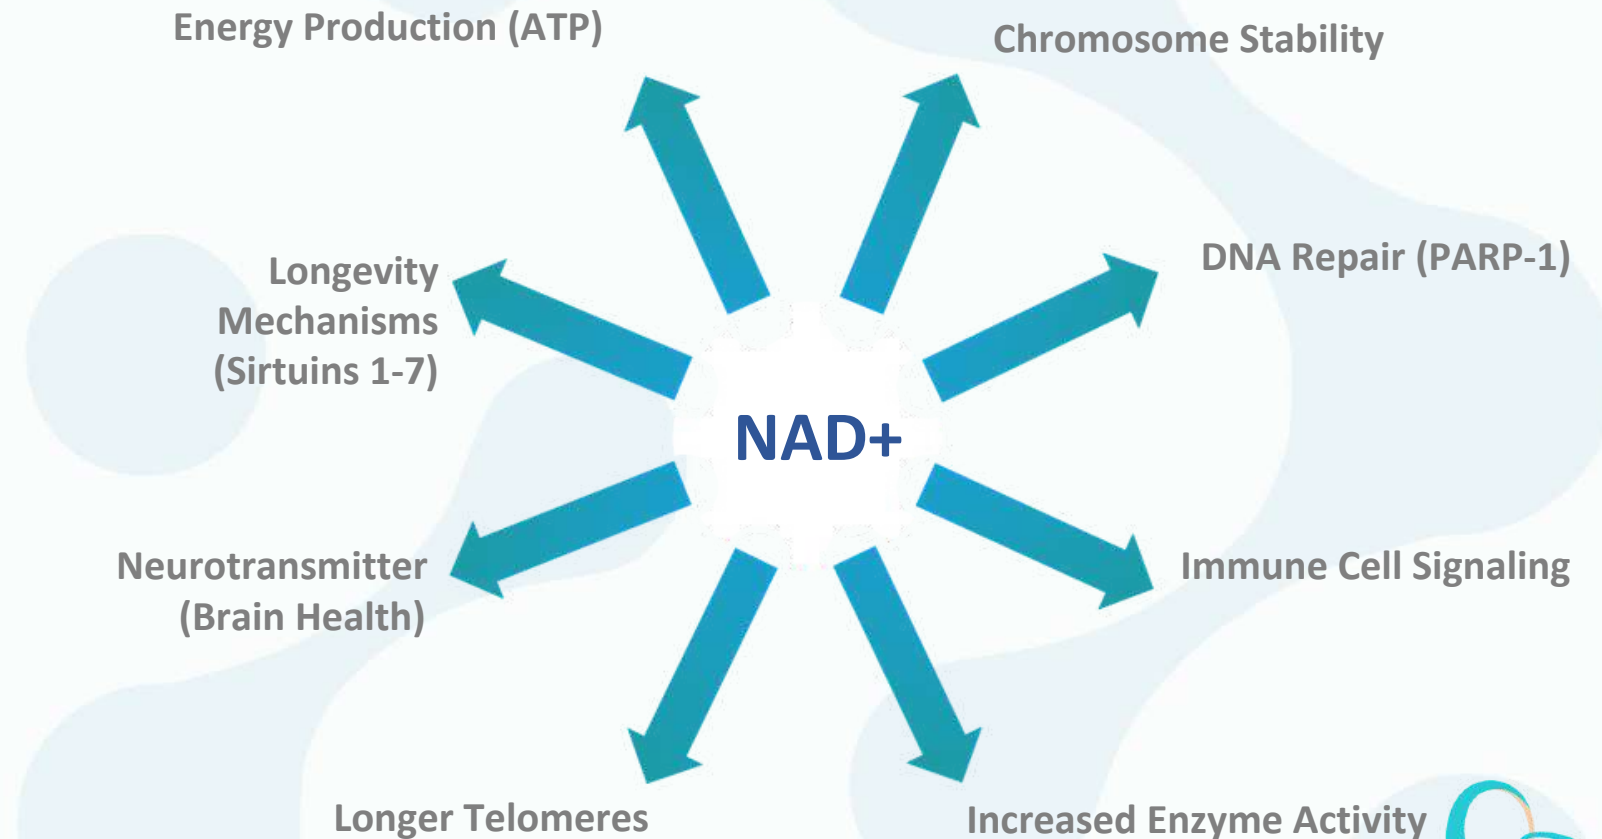 Energy Production (ATP)
Chromosome Stability
DNA Repair (PARP-1)
Longevity
Mechanisms
(Sirtuins 1-7)
NAD+
Neurotransmitter
(Brain Health)
Immune Cell Signaling
Longer Telomeres
Increased Enzyme Activity